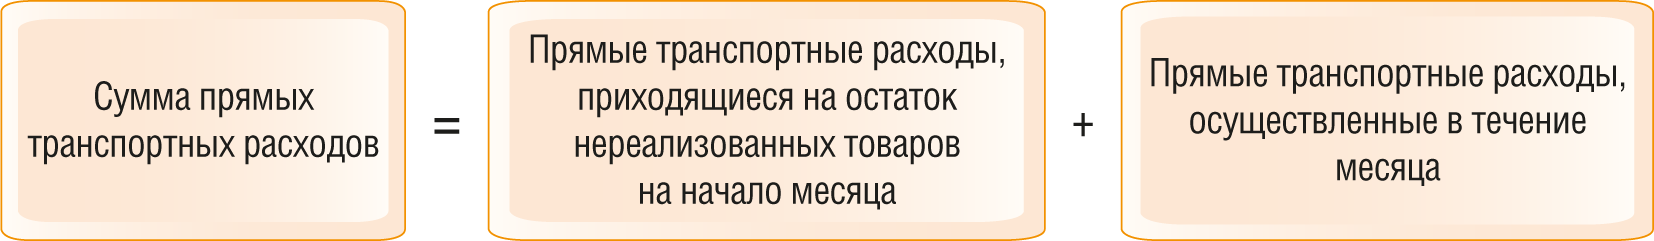 Сумма прямых
транспортных расходов
=
Прямые транспортные расходы,
приходящиеся на остаток
нереализованных товаров
на начало месяца
+
Прямые транспортные расходы,
осуществленные в течение
месяца